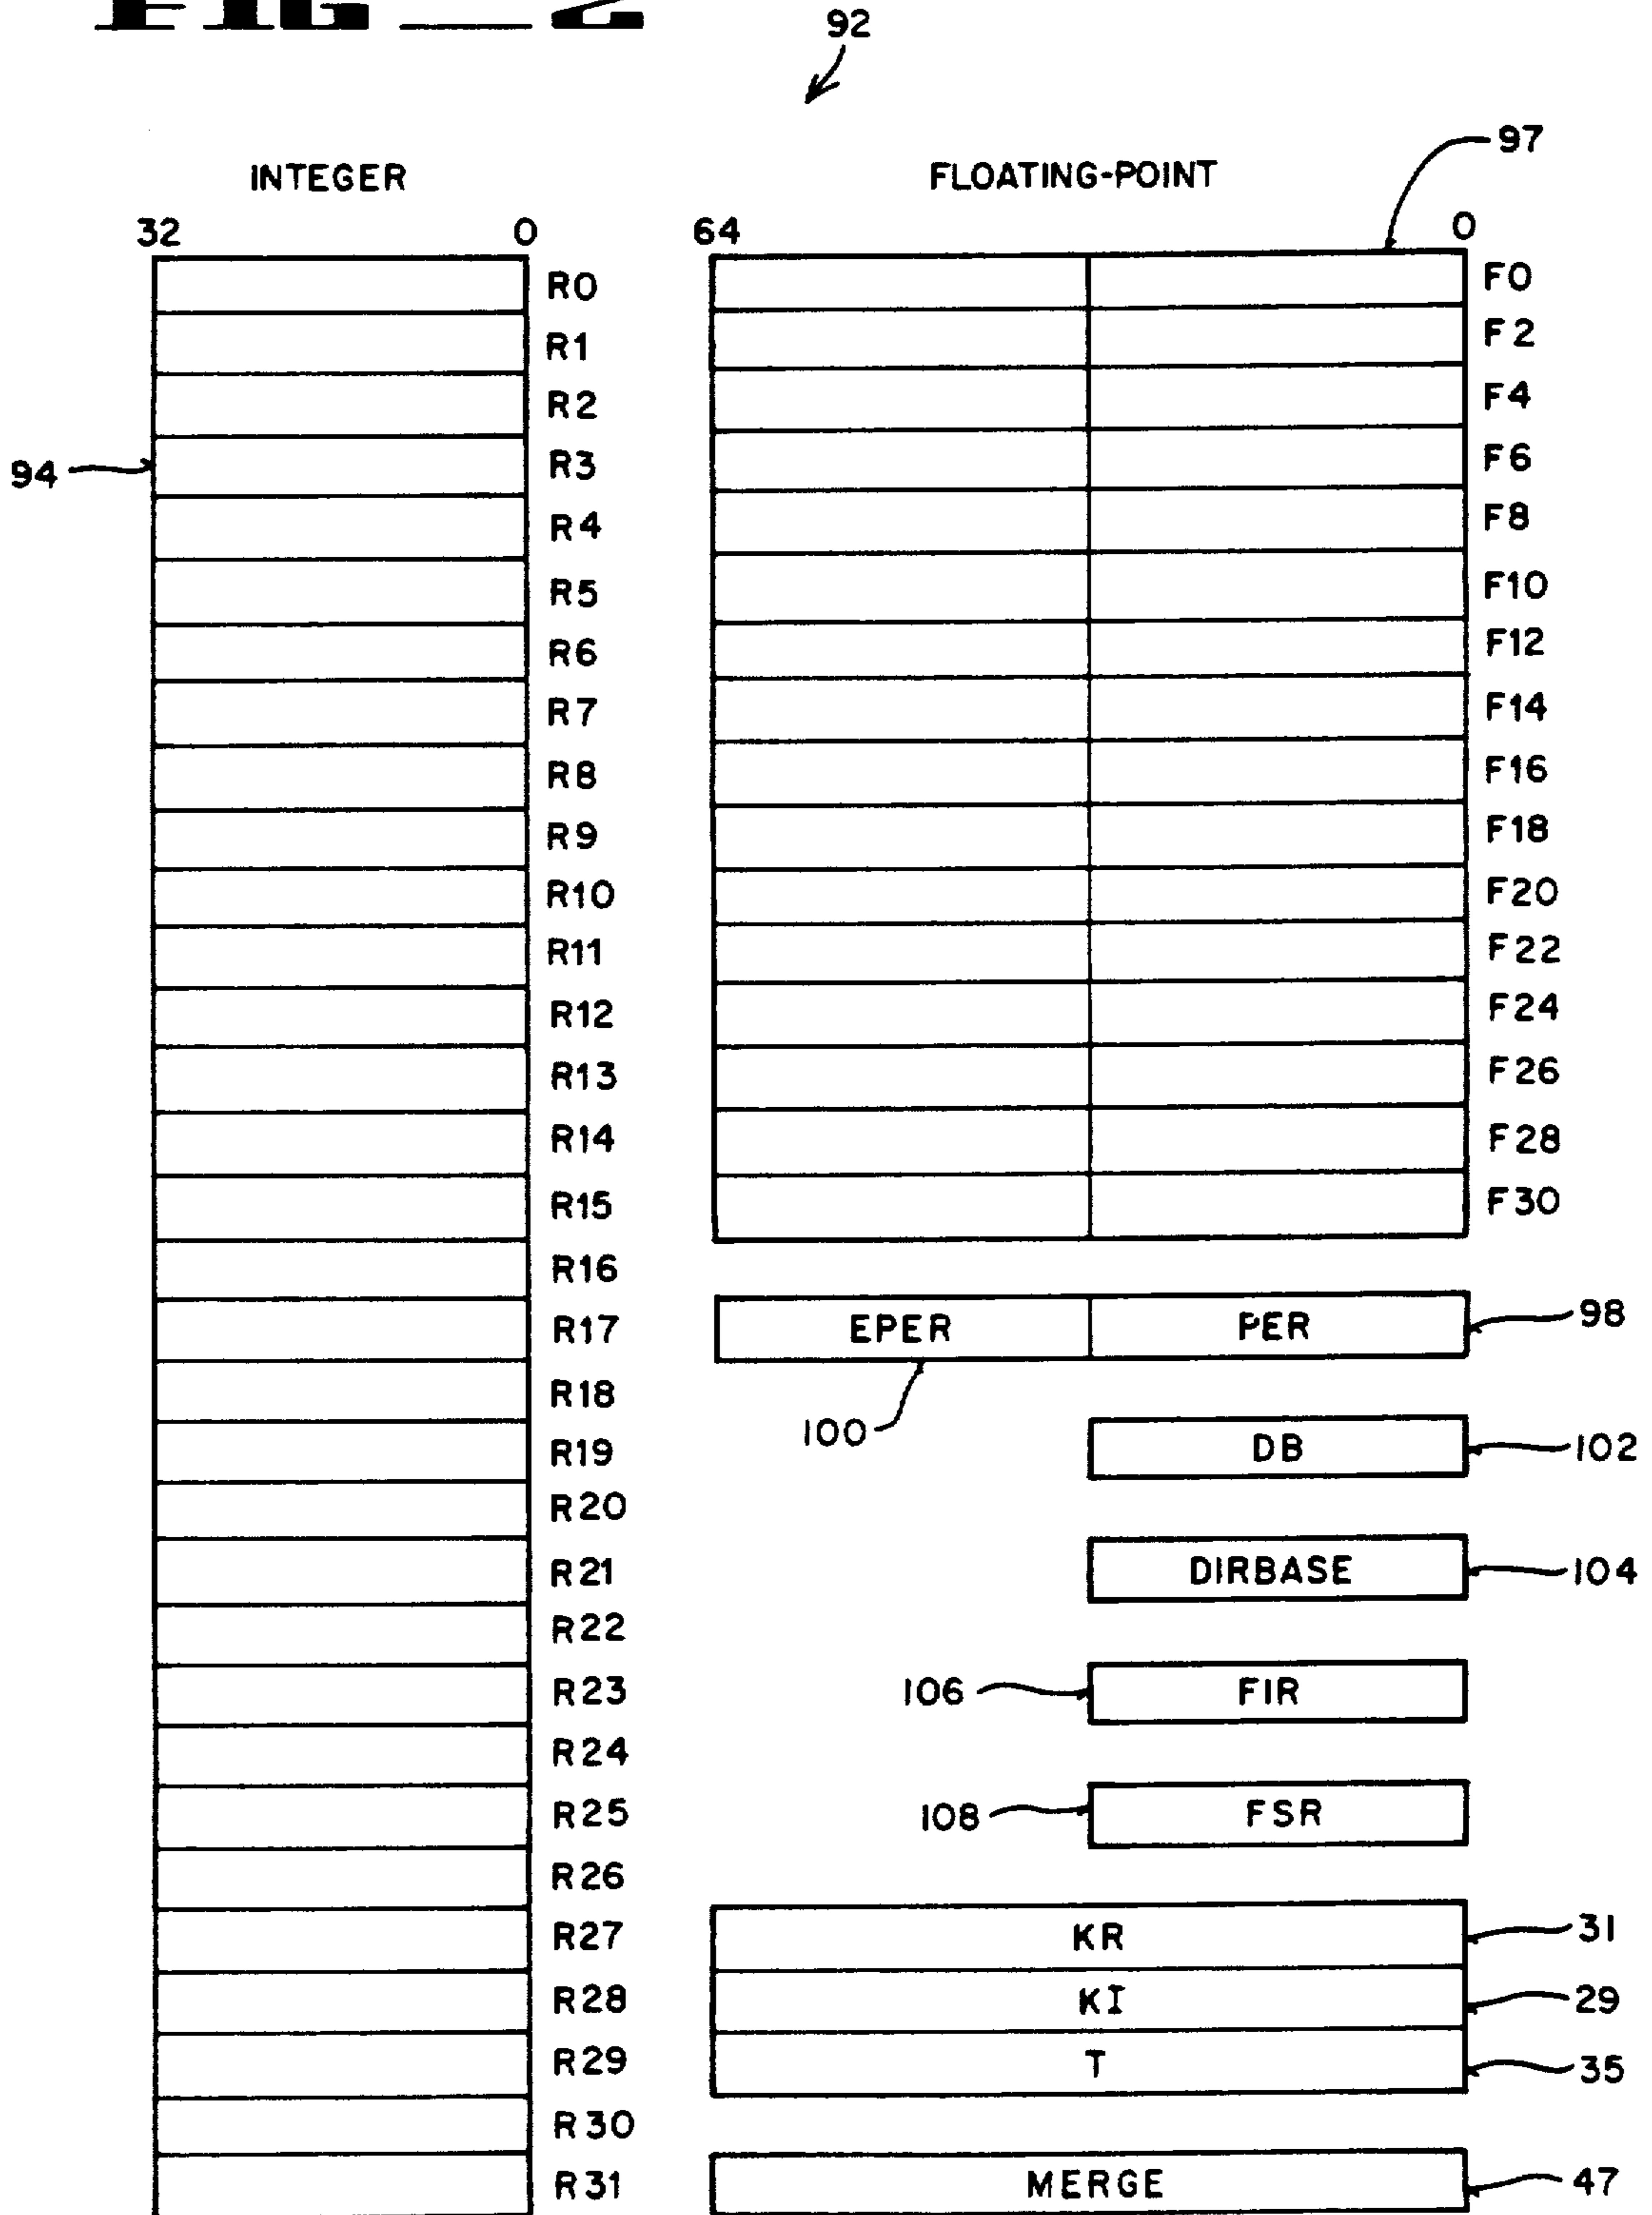 FIG_2
92
97
INTEGER
FLOATING-POINT
32 0
64 0
R0
R1
R2
R3
R4
R5
R6
R7
R8
R9
R10
R11
R12
R13
R14
R15
R16
R17
R18
R19
R20
R21
R22
R23
R24
R25
R26
R27
R28
R29
R30
R31
94
F0
F2
F4
F6
F8
F10
F12
F14
F16
F18
F20
F22
F24
F26
F28
F30
EPER PER 98
100
DB 102
DIRBASE 104
106 FIR
108 FSR
KR 31
KI 29
T 35
MERGE 47